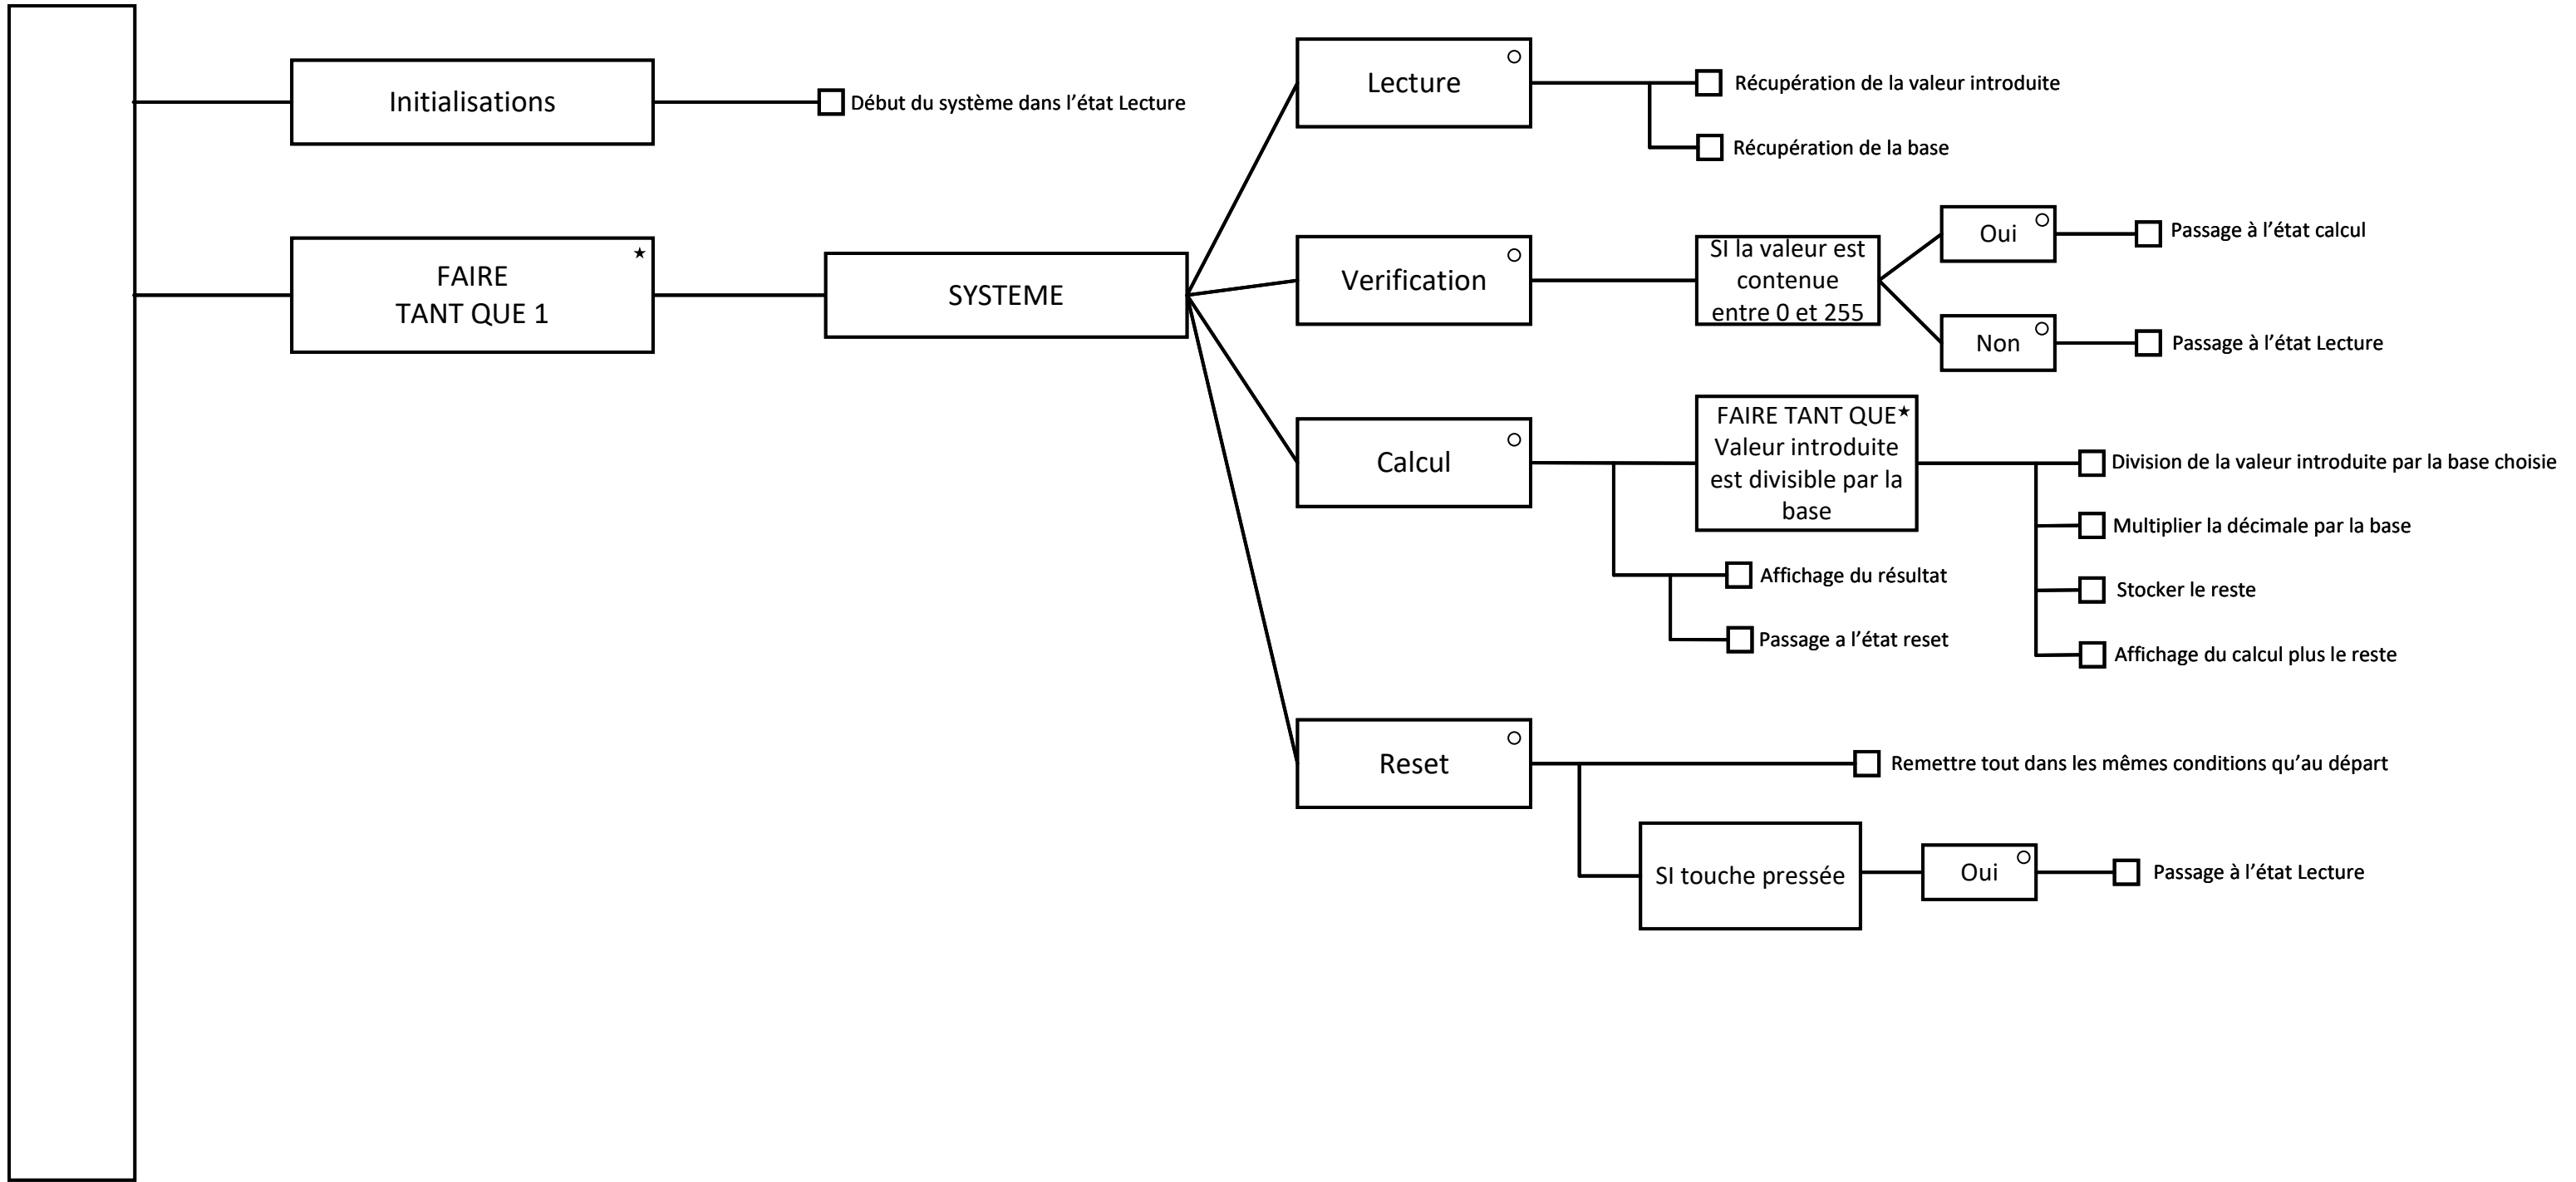 Initialisations
Début du système dans l’état Lecture
FAIRE
TANT QUE 1
SYSTEME
Lecture
Récupération de la valeur introduite
Récupération de la base
Verification
SI la valeur est
contenue
entre 0 et 255
Oui
Passage à l’état calcul
Non
Passage à l’état Lecture
Calcul
FAIRE TANT QUE
Valeur introduite
est divisible par la
base
Division de la valeur introduite par la base choisie
Multiplier la décimale par la base
Stocker le reste
Affichage du calcul plus le reste
Affichage du résultat
Passage a l’état reset
Reset
Remettre tout dans les mêmes conditions qu’au départ
SI touche pressée
Oui
Passage à l’état Lecture